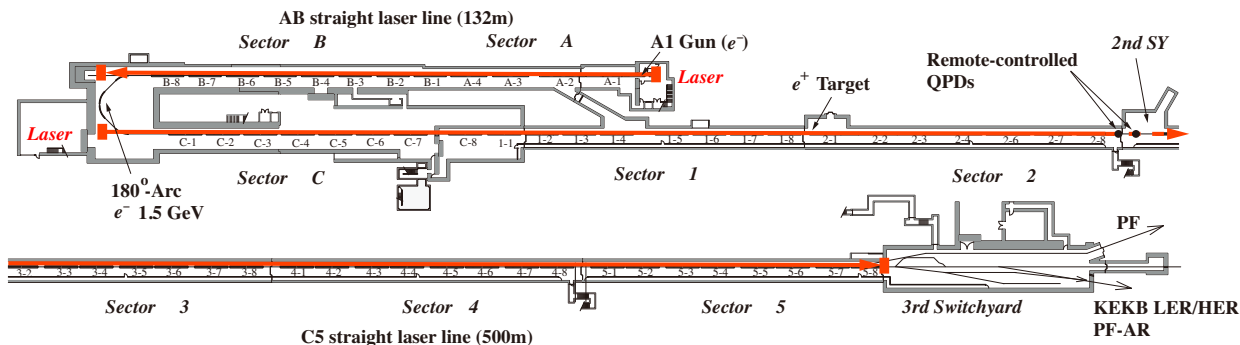 AB straight laser line (132m)
Sector B
Sector A
A1 Gun (e−)
Laser
B-8 B-7 B-6 B-5 B-4 B-3 B-2 B-1 A-4 A-3 A-2 A-1
Remote-controlled
QPDs
2nd SY
e+ Target
Laser
C-1 C-2 C-3 C-4 C-5 C-6 C-7 C-8 1-1 1-2 1-3 1-4 1-5 1-6 1-7 1-8 2-1 2-2 2-3 2-4 2-6 2-7 2-8
180°-Arc
e− 1.5 GeV
Sector C
Sector 1
Sector 2
PF
3-2 3-3 3-4 3-5 3-6 3-7 3-8 4-1 4-2 4-3 4-4 4-5 4-6 4-7 4-8 5-1 5-2 5-3 5-4 5-5 5-6 5-7 5-8
Sector 3
Sector 4
Sector 5
3rd Switchyard
KEKB LER/HER
PF-AR
C5 straight laser line (500m)